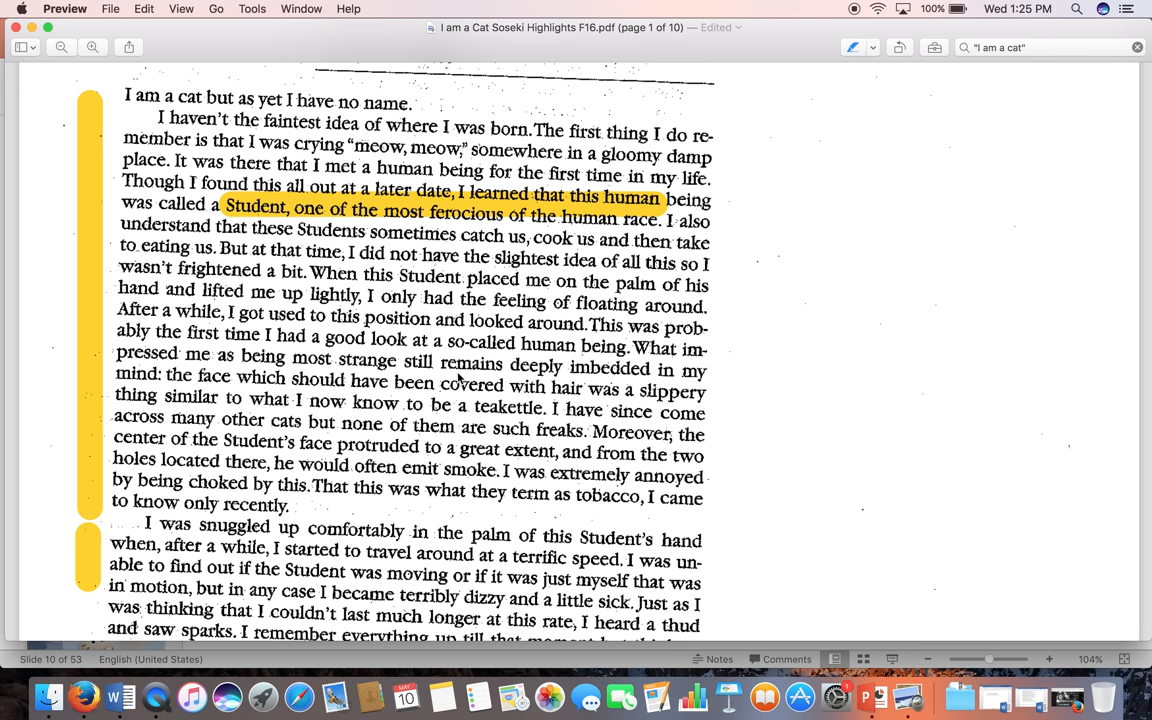 Preview File Edit View Go Tools Window Help 100% Wed 1:25 PM
I am a Cat Soseki Highlights F16.pdf (page 1 of 10) — Edited
"I am a cat"
I am a cat but as yet I have no name.
I haven't the faintest idea of where I was born. The first thing I do re-
member is that I was crying "meow, meow," somewhere in a gloomy damp
place. It was there that I met a human being for the first time in my life.
Though I found this all out at a later date, I learned that this human being
was called a Student, one of the most ferocious of the human race. I also
understand that these Students sometimes catch us, cook us and then take
to eating us. But at that time, I did not have the slightest idea of all this so I
wasn't frightened a bit. When this Student placed me on the palm of his
hand and lifted me up lightly, I only had the feeling of floating around.
After a while, I got used to this position and looked around. This was prob-
ably the first time I had a good look at a so-called human being. What im-
pressed me as being most strange still remains deeply imbedded in my
mind: the face which should have been covered with hair was a slippery
thing similar to what I now know to be a teakettle. I have since come
across many other cats but none of them are such freaks. Moreover, the
center of the Student's face protruded to a great extent, and from the two
holes located there, he would often emit smoke. I was extremely annoyed
by being choked by this. That this was what they term as tobacco, I came
to know only recently.
I was snuggled up comfortably in the palm of this Student's hand
when, after a while, I started to travel around at a terrific speed. I was un-
able to find out if the Student was moving or if it was just myself that was
in motion, but in any case I became terribly dizzy and a little sick. Just as I
was thinking that I couldn't last much longer at this rate, I heard a thud
and saw sparks. I remember everything up till that moment
Slide 10 of 53 English (United States) Notes Comments 104%
MAY
10
1